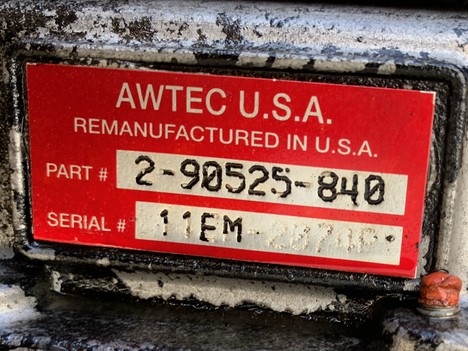 AWTEC U.S.A.
REMANUFACTURED IN U.S.A.
PART # 2-90525-840
SERIAL # 11EM-